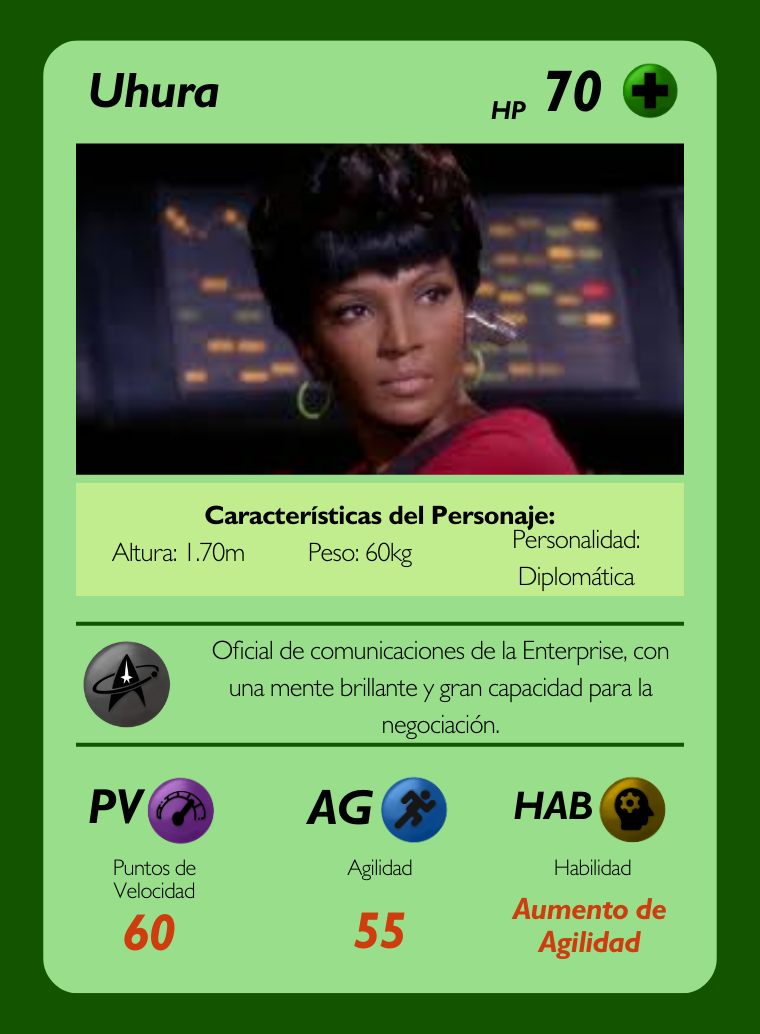 Uhura
HP 70
Características del Personaje:
Altura: 1.70m
Peso: 60kg
Personalidad:
Diplomática
Oficial de comunicaciones de la Enterprise, con
una mente brillante y gran capacidad para la
negociación.
PV
Puntos de
Velocidad
60
AG
Agilidad
55
HAB
Habilidad
Aumento de
Agilidad